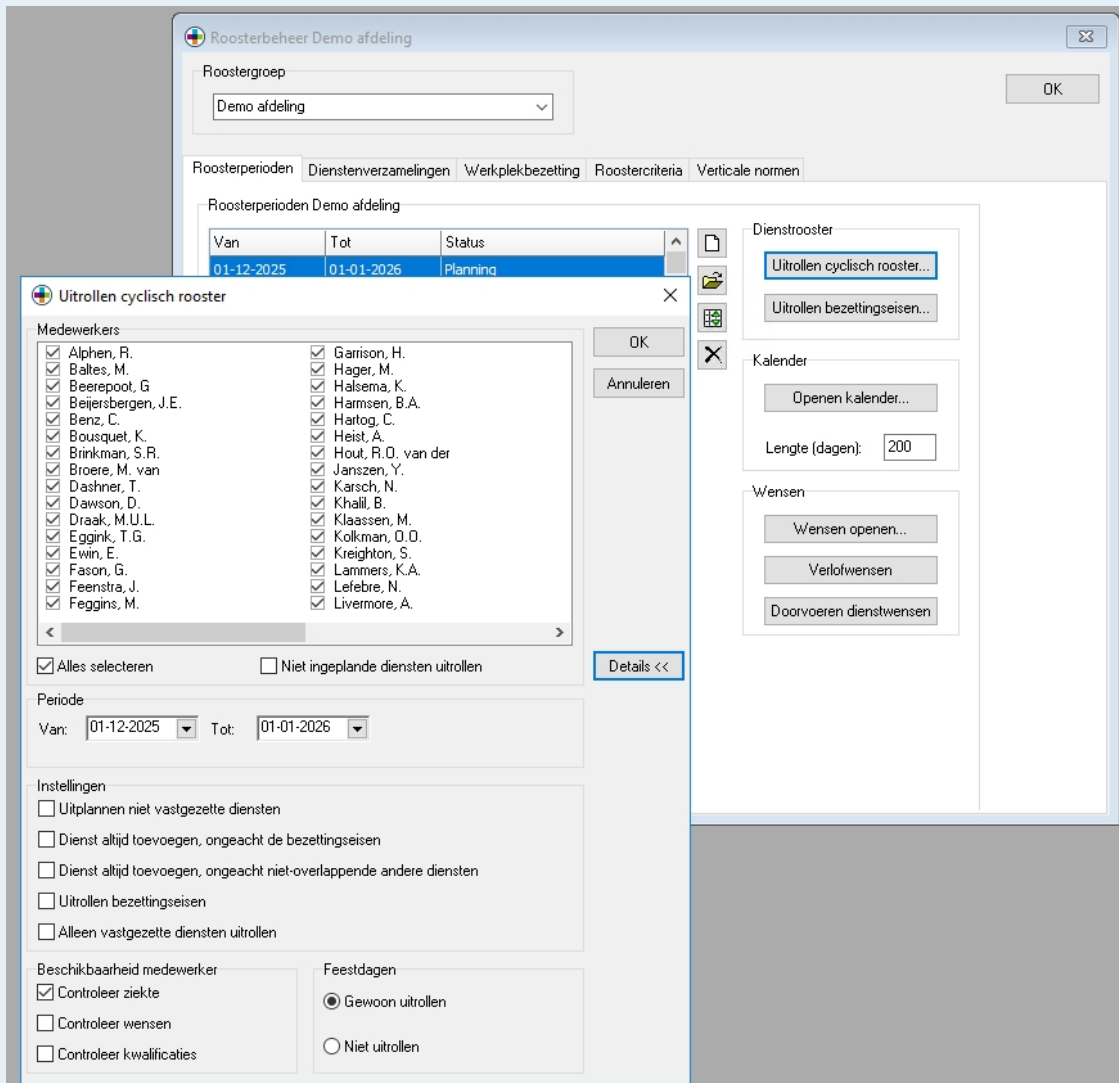 Roosterbeheer Demo afdeling
Roostergroep
Demo afdeling
OK
Roosterperioden Dienstenverzamelingen Werkplekbezetting Roostercriteria Verticale normen
Roosterperioden Demo afdeling
Van Tot Status
01-12-2025 01-01-2026 Planning
Dienstrooster
Uitrollen cyclisch rooster...
Uitrollen bezettingseisen...
Kalender
Openen kalender...
Lengte (dagen): 200
Wensen
Wensen openen...
Verlofwensen
Doorvoeren dienstwensen
Uitrollen cyclisch rooster
Medewerkers
OK
Annuleren
Alphen, R.
Baltes, M.
Beerepoot, G
Beijersbergen, J.E.
Benz, C.
Bousquet, K.
Brinkman, S.R.
Broere, M. van
Dashner, T.
Dawson, D.
Draak, M.U.L.
Eggink, T.G.
Ewin, E.
Fason, G.
Feenstra, J.
Feggins, M.
Garrison, H.
Hager, M.
Halsema, K.
Harmsen, B.A.
Hartog, C.
Heist, A.
Hout, R.O. van der
Janszen, Y.
Karsch, N.
Khalil, B.
Klaassen, M.
Kolkman, O.O.
Kreighton, S.
Lammers, K.A.
Lefebre, N.
Livermore, A.
Alles selecteren Niet ingeplande diensten uitrollen
Details <<
Periode
Van: 01-12-2025 Tot: 01-01-2026
Instellingen
Uitplannen niet vastgezette diensten
Dienst altijd toevoegen, ongeacht de bezettingseisen
Dienst altijd toevoegen, ongeacht niet-overlappende andere diensten
Uitrollen bezettingseisen
Alleen vastgezette diensten uitrollen
Beschikbaarheid medewerker
Controleer ziekte
Controleer wensen
Controleer kwalificaties
Feestdagen
Gewoon uitrollen
Niet uitrollen